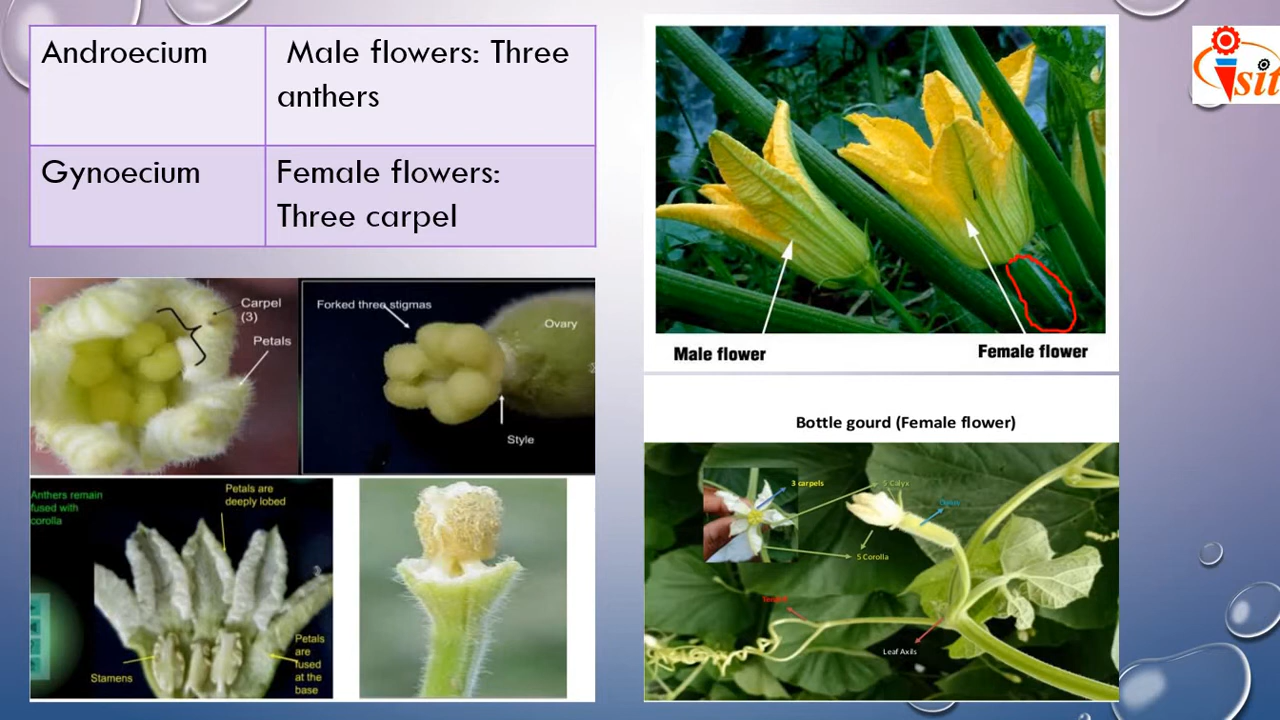 Androecium
Male flowers: Three
anthers
Gynoecium
Female flowers:
Three carpel
Carpel
(3)
Petals
Forked three stigmas
Ovary
Style
Anthers remain
fused with
corolla
Petals are
deeply lobed
Stamens
Petals
are
fused
at the
base
sit
Male flower
Female flower
Bottle gourd (Female flower)
3 carpels
5 Calyx
5 Corolla
Leaf Axils